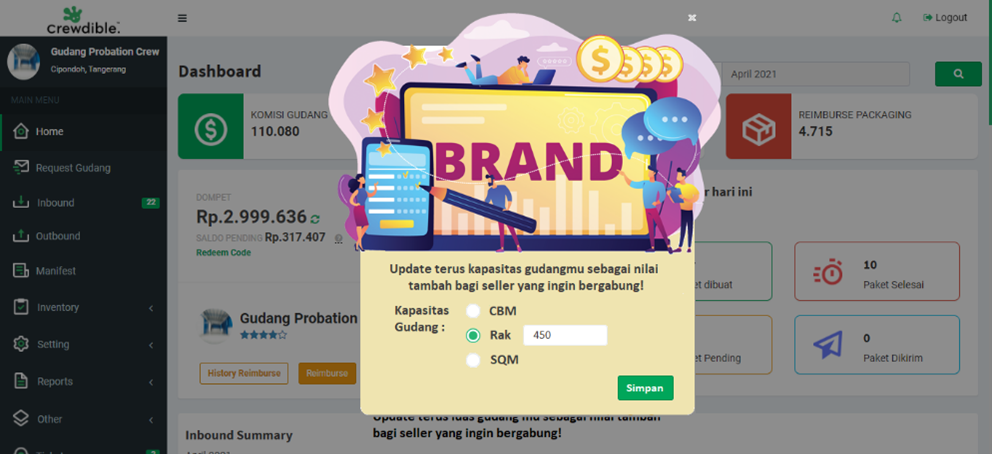 crewdible.
Logout
Gudang Probation Crew
Cipondoh, Tangerang
MAIN MENU
Home
Request Gudang
Inbound 22
Outbound
Manifest
Inventory
Setting
Reports
Other
Dashboard
April 2021
KOMISI GUDANG
110.080
REIMBURSE PACKAGING
4.715
DOMPET
Rp.2.999.636
SALDO PENDING Rp.317.407
Redeem Code
Gudang Probation
History Reimburse
Reimburse
hari ini
dibuat
10
Paket Selesai
Pending
0
Paket Dikirim
Inbound Summary
April 2021
BRAND
Update terus kapasitas gudangmu sebagai nilai
tambah bagi seller yang ingin bergabung!
Kapasitas
Gudang :
CBM
Rak 450
SQM
Simpan
Update terus luas gudang mu sebagai nilai tambah
bagi seller yang ingin bergabung!